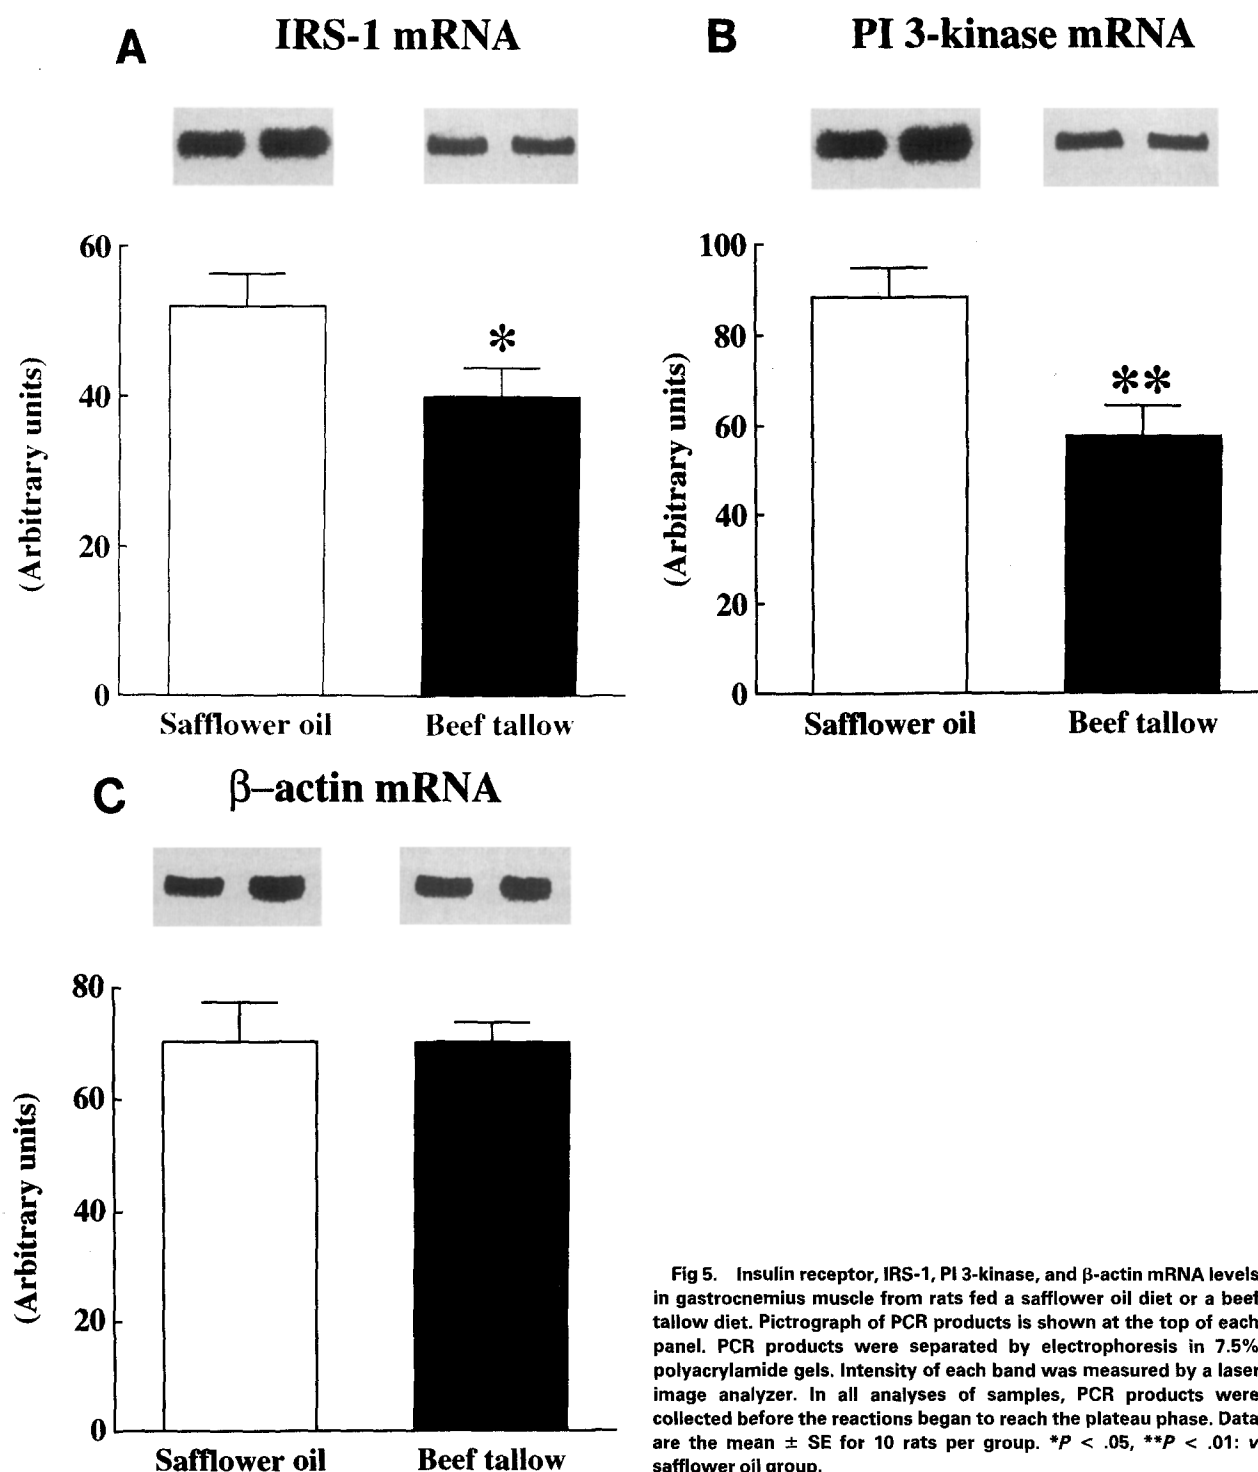 A
IRS-1 mRNA
60
40
20
0
(Arbitrary units)
*
Safflower oil
Beef tallow
B
PI 3-kinase mRNA
100
80
60
40
20
0
(Arbitrary units)
**
Safflower oil
Beef tallow
C
β–actin mRNA
80
60
40
20
0
(Arbitrary units)
Safflower oil
Beef tallow
Fig 5. Insulin receptor, IRS-1, PI 3-kinase, and β-actin mRNA levels
in gastrocnemius muscle from rats fed a safflower oil diet or a beef
tallow diet. Pictrograph of PCR products is shown at the top of each
panel. PCR products were separated by electrophoresis in 7.5%
polyacrylamide gels. Intensity of each band was measured by a laser
image analyzer. In all analyses of samples, PCR products were
collected before the reactions began to reach the plateau phase. Data
are the mean ± SE for 10 rats per group. *P < .05, **P < .01: v
safflower oil group.